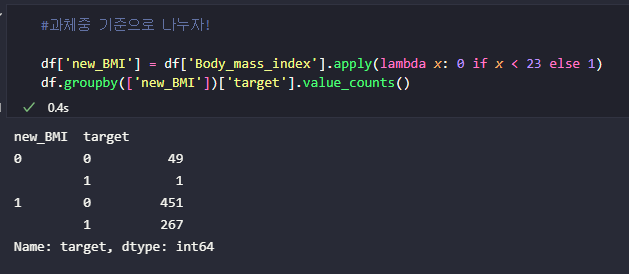 #과체중 기준으로 나누자!
df['new_BMI'] = df['Body_mass_index'].apply(lambda x: 0 if x < 23 else 1)
df.groupby(['new_BMI'])['target'].value_counts()
0.4s
new_BMI  target
0        0          49
         1           1
1        0         451
         1         267
Name: target, dtype: int64